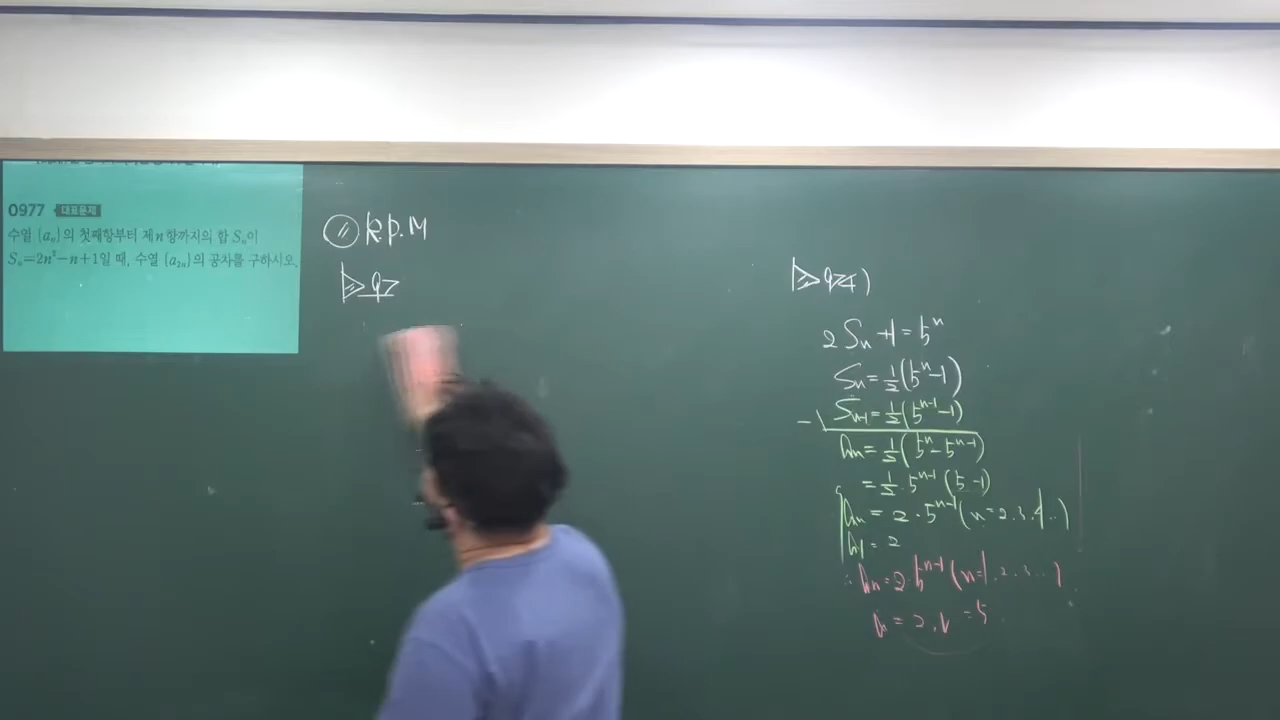 0977 대표문제
수열 {aₙ}의 첫째항부터 제n항까지의 합 Sₙ이
Sₙ=2n²-n+1일 때, 수열 {a₂ₙ}의 공차를 구하시오.
R.P.M
97
974)
2Sₙ+1=5ⁿ
Sₙ=½(5ⁿ-1)
-) Sₙ₋₁=½(5ⁿ⁻¹-1)
aₙ=½(5ⁿ-5ⁿ⁻¹)
=½·5ⁿ⁻¹(5-1)
aₙ=2·5ⁿ⁻¹(n=2.3.4..)
a₁=2
∴aₙ=2·5ⁿ⁻¹(n=1.2.3...)
a=2,r=5